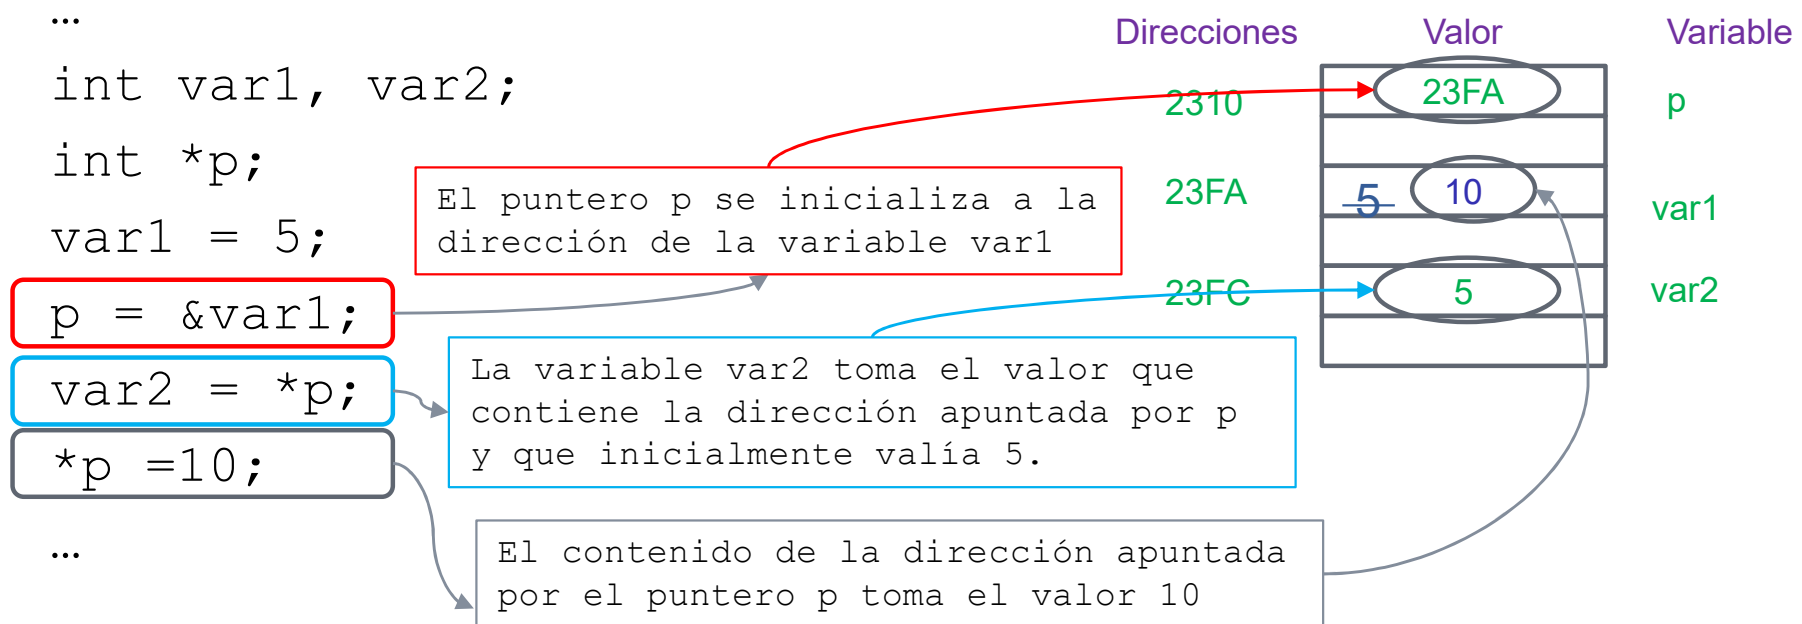 ...
int var1, var2;
int *p;
var1 = 5;
p = &var1;
var2 = *p;
*p =10;
...
El puntero p se inicializa a la
dirección de la variable var1
La variable var2 toma el valor que
contiene la dirección apuntada por p
y que inicialmente valía 5.
El contenido de la dirección apuntada
por el puntero p toma el valor 10
Direcciones Valor Variable
2310 23FA p
23FA 5 10 var1
23FC 5 var2